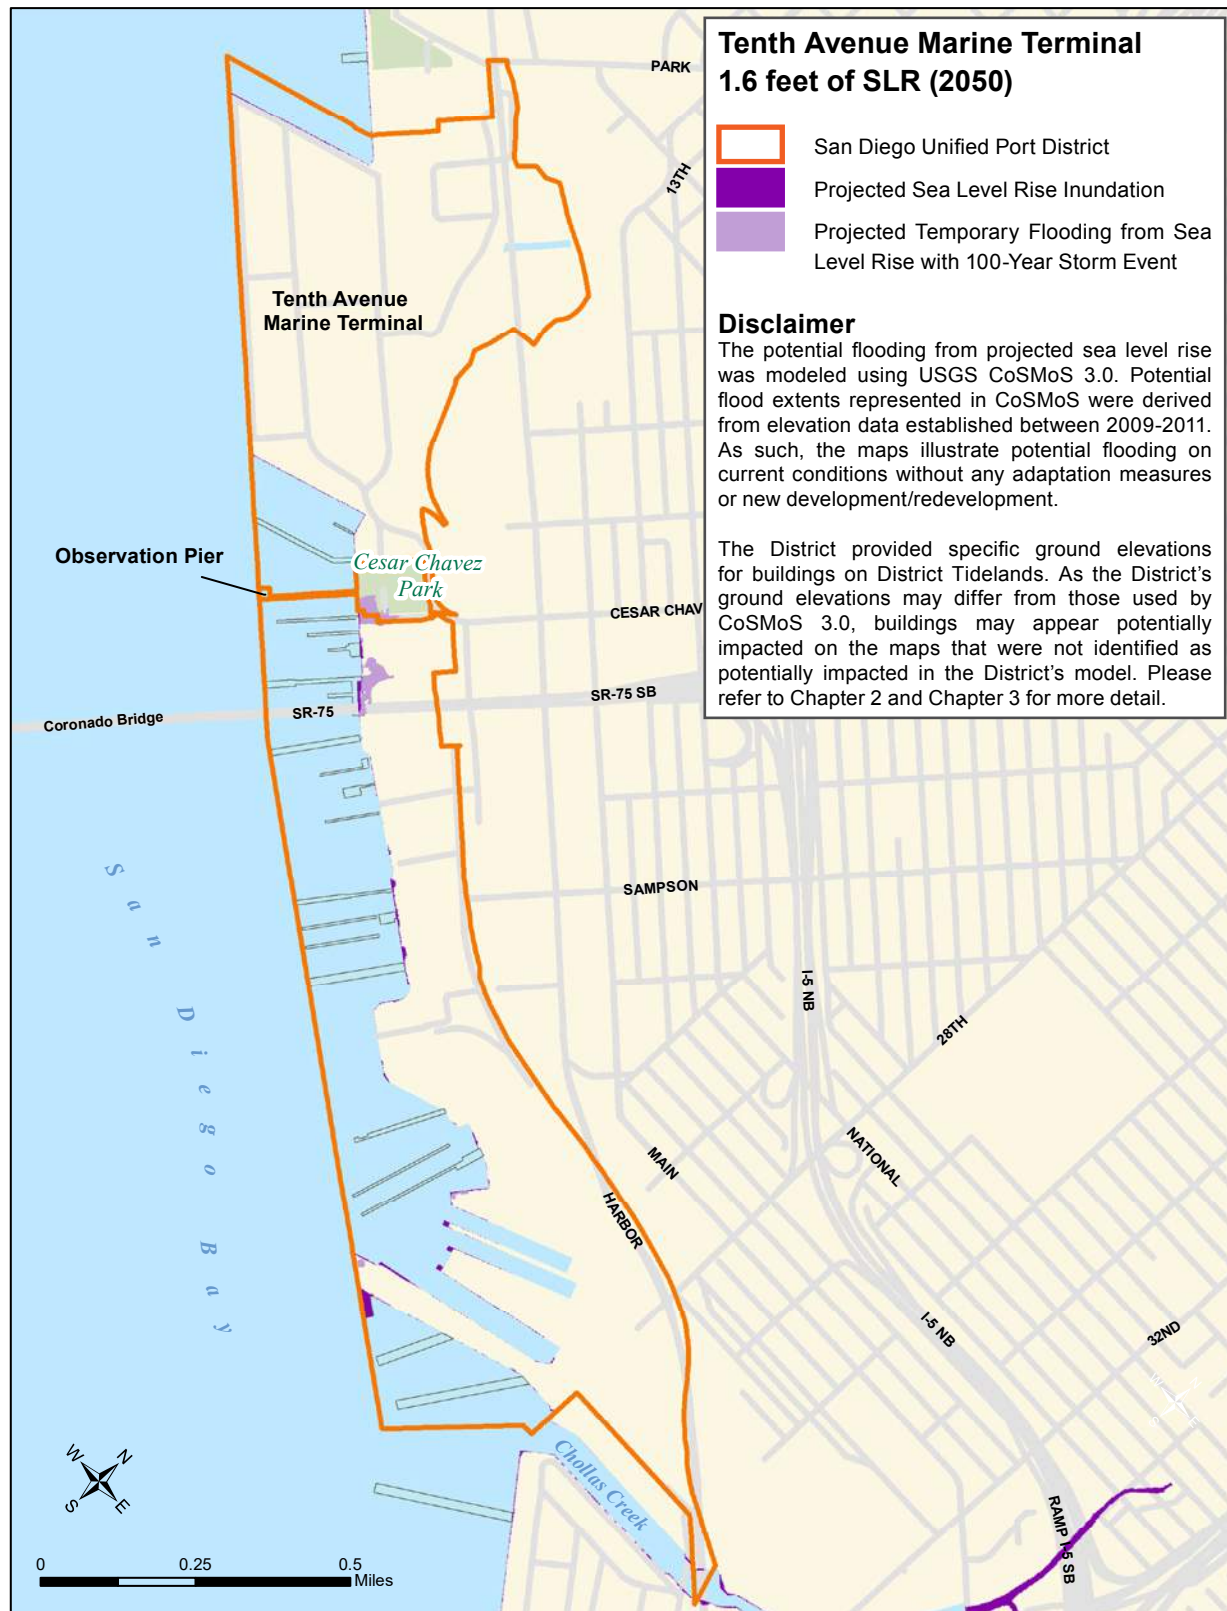 Tenth Avenue Marine Terminal
1.6 feet of SLR (2050)
San Diego Unified Port District
Projected Sea Level Rise Inundation
Projected Temporary Flooding from Sea
Level Rise with 100-Year Storm Event
Disclaimer
The potential flooding from projected sea level rise
was modeled using USGS CoSMoS 3.0. Potential
flood extents represented in CoSMoS were derived
from elevation data established between 2009-2011.
As such, the maps illustrate potential flooding on
current conditions without any adaptation measures
or new development/redevelopment.
The District provided specific ground elevations
for buildings on District Tidelands. As the District's
ground elevations may differ from those used by
CoSMoS 3.0, buildings may appear potentially
impacted on the maps that were not identified as
potentially impacted in the District's model. Please
refer to Chapter 2 and Chapter 3 for more detail.
PARK
13TH
Tenth Avenue
Marine Terminal
Observation Pier
Cesar Chavez
Park
CESAR CHAV
SR-75 SB
SR-75
Coronado Bridge
SAMPSON
San Diego Bay
I-5 NB
28TH
NATIONAL
MAIN
HARBOR
I-5 NB
32ND
Chollas Creek
RAMP I-5 SB
W N
S E
W N
S E
0 0.25 0.5
Miles